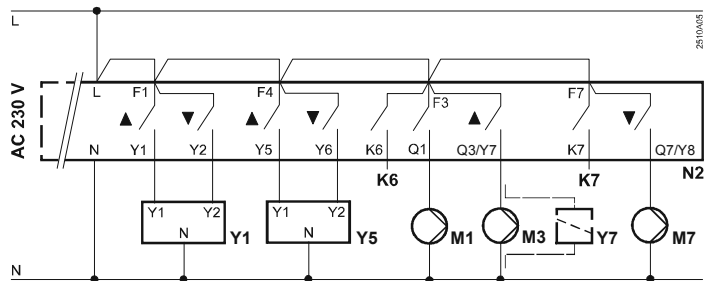 L
2510A05
AC 230 V
L F1 F4 F3 F7
▲ ▼ ▲ ▼ ▲ ▼
N Y1 Y2 Y5 Y6 K6 Q1 Q3/Y7 K7 Q7/Y8
K6 K7 N2
Y1 Y2 Y1 Y2
N Y1 N Y5 M1 M3 Y7 M7
N